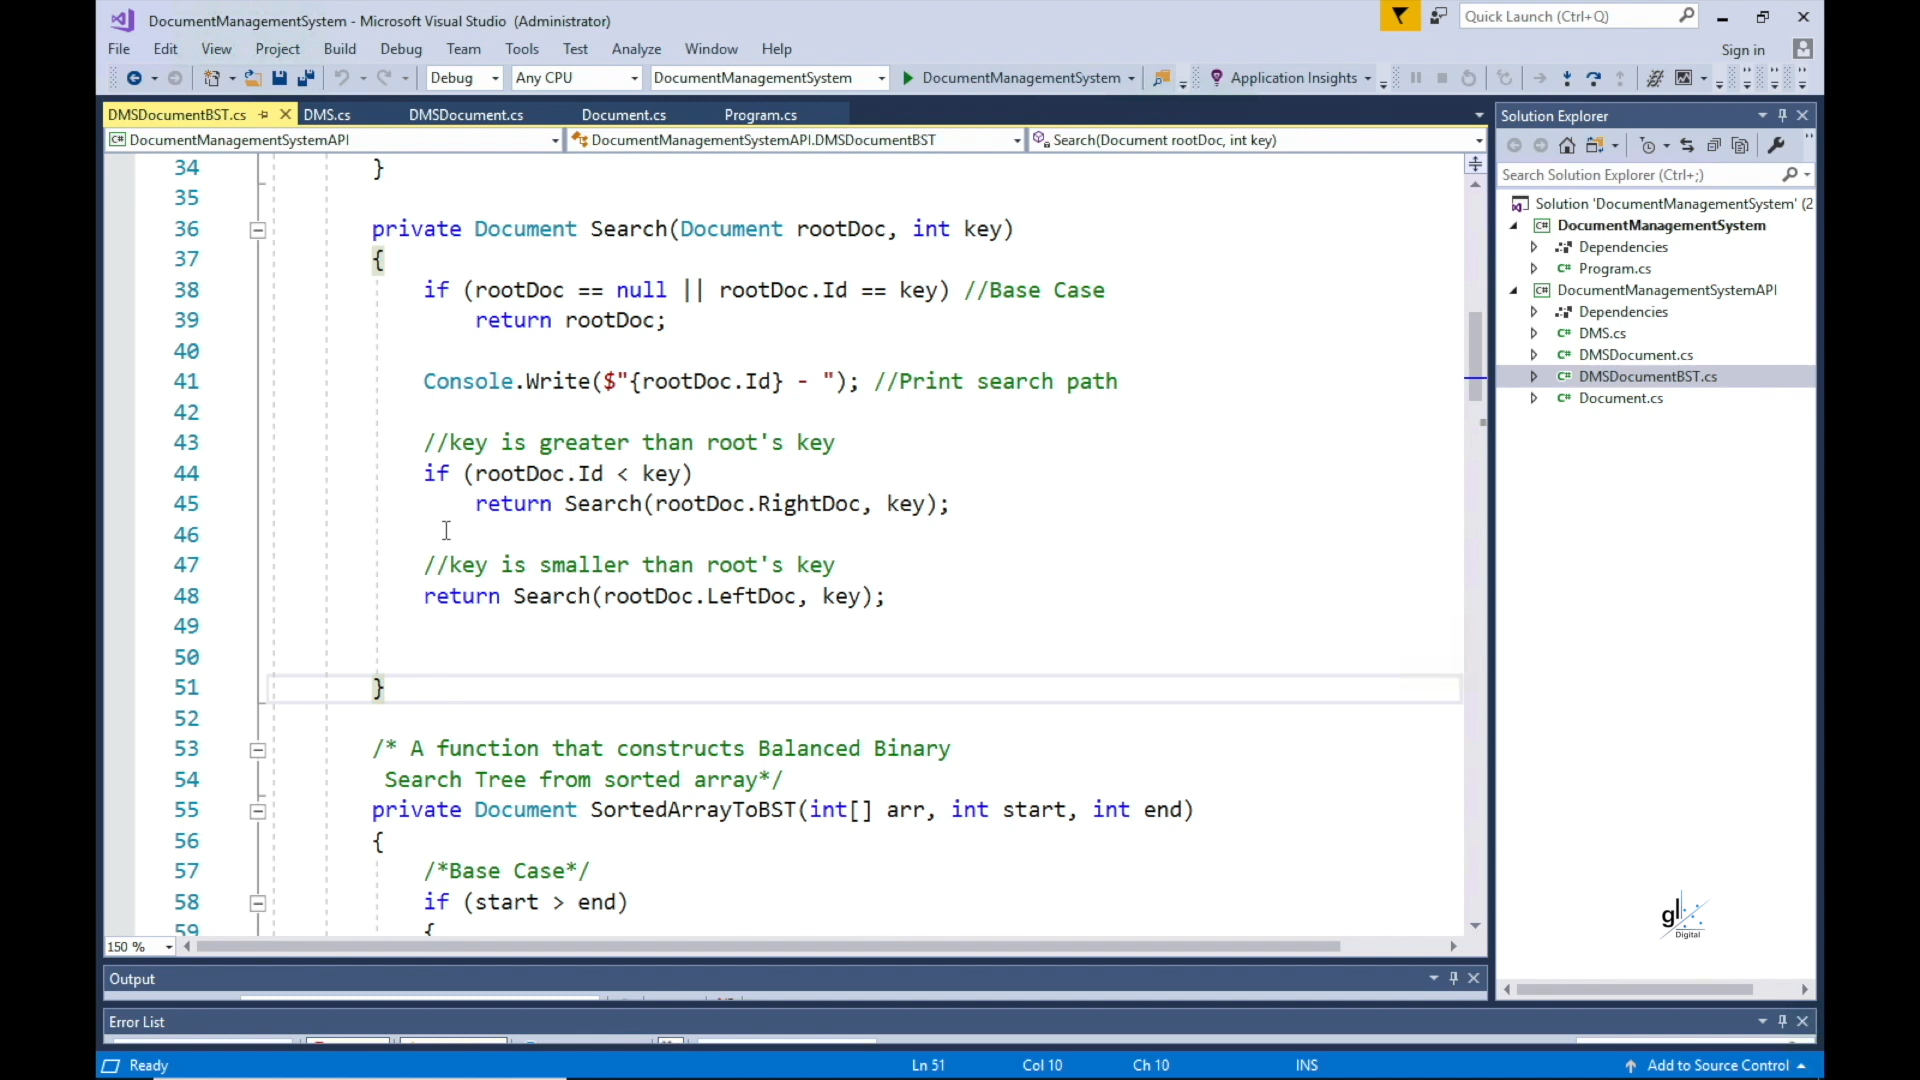 DocumentManagementSystem - Microsoft Visual Studio (Administrator)
Quick Launch (Ctrl+Q)
File Edit View Project Build Debug Team Tools Test Analyze Window Help
Sign in
Debug Any CPU DocumentManagementSystem DocumentManagementSystem Application Insights
DMSDocumentBST.cs DMS.cs DMSDocument.cs Document.cs Program.cs
DocumentManagementSystemAPI DocumentManagementSystemAPI.DMSDocumentBST Search(Document rootDoc, int key)
34 }
35
36 private Document Search(Document rootDoc, int key)
37 {
38 if (rootDoc == null || rootDoc.Id == key) //Base Case
39 return rootDoc;
40
41 Console.Write($"{rootDoc.Id} - "); //Print search path
42
43 //key is greater than root's key
44 if (rootDoc.Id < key)
45 return Search(rootDoc.RightDoc, key);
46
47 //key is smaller than root's key
48 return Search(rootDoc.LeftDoc, key);
49
50
51 }
52
53 /* A function that constructs Balanced Binary
54 Search Tree from sorted array*/
55 private Document SortedArrayToBST(int[] arr, int start, int end)
56 {
57 /*Base Case*/
58 if (start > end)
59 {
150 %
Solution Explorer
Search Solution Explorer (Ctrl+;)
Solution 'DocumentManagementSystem' (2
C# DocumentManagementSystem
Dependencies
C# Program.cs
C# DocumentManagementSystemAPI
Dependencies
C# DMS.cs
C# DMSDocument.cs
C# DMSDocumentBST.cs
C# Document.cs
gl
Digital
Output
Error List
Ready Ln 51 Col 10 Ch 10 INS Add to Source Control